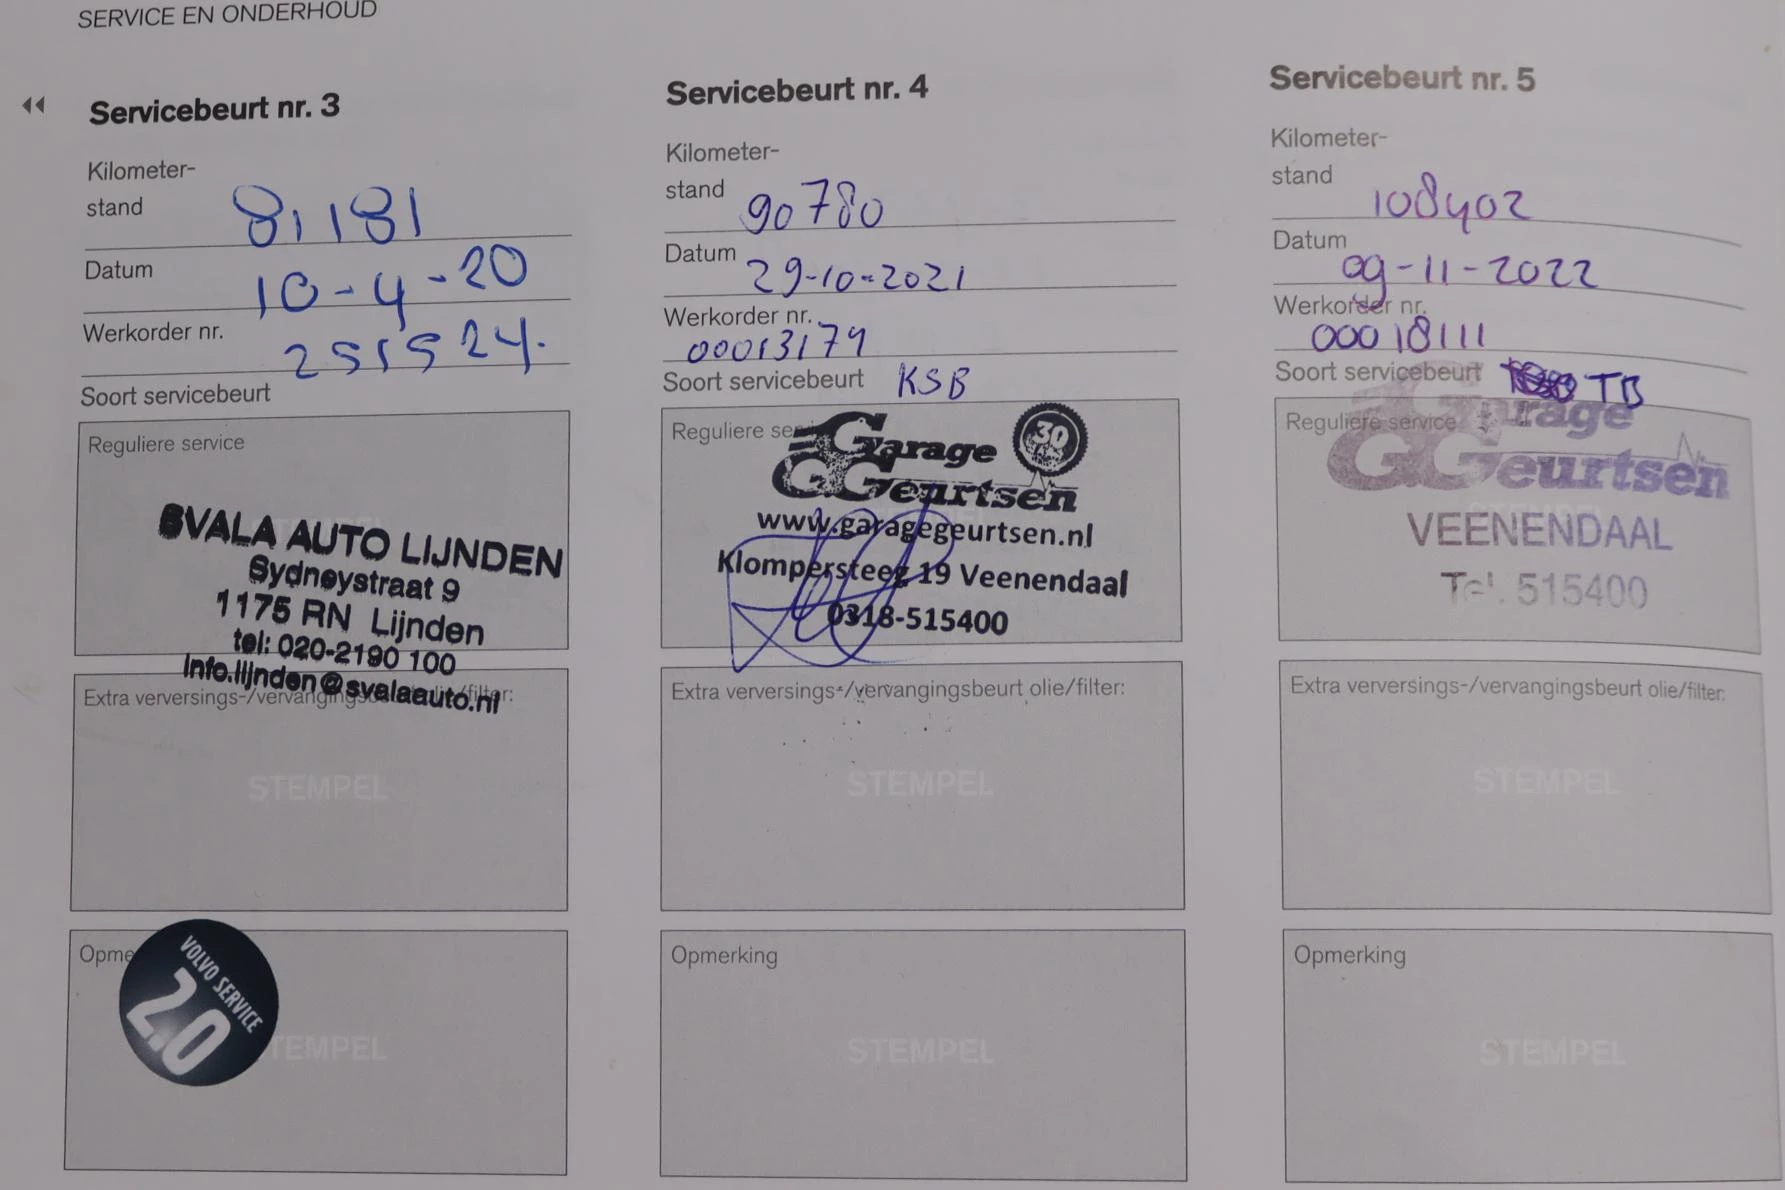 SERVICE EN ONDERHOUD
Servicebeurt nr. 3
Kilometer-
stand 81181
Datum 10-4-20
Werkorder nr. 251524.
Soort servicebeurt
Reguliere service
SVALA AUTO LIJNDEN
Sydneystraat 9
1175 RN Lijnden
tel: 020-2190 100
info.lijnden@svalaauto.nl
Extra verversings-/vervangingsbeurt olie/filter:
STEMPEL
Opme
VOLVO SERVICE
2.0
TEMPEL
Servicebeurt nr. 4
Kilometer-
stand 90780
Datum 29-10-2021
Werkorder nr.
00013179
Soort servicebeurt KSB
Reguliere ser
Garage
30
GGeurtsen
www.garagegeurtsen.nl
Klompersteeg 19 Veenendaal
0318-515400
Extra verversings-/vervangingsbeurt olie/filter:
STEMPEL
Opmerking
STEMPEL
Servicebeurt nr. 5
Kilometer-
stand 108402
Datum 09-11-2022
Werkorder nr.
00018111
Soort servicebeurt TB
Reguliere service
Garage
GGeurtsen
VEENENDAAL
Tel. 515400
Extra verversings-/vervangingsbeurt olie/filter:
STEMPEL
Opmerking
STEMPEL